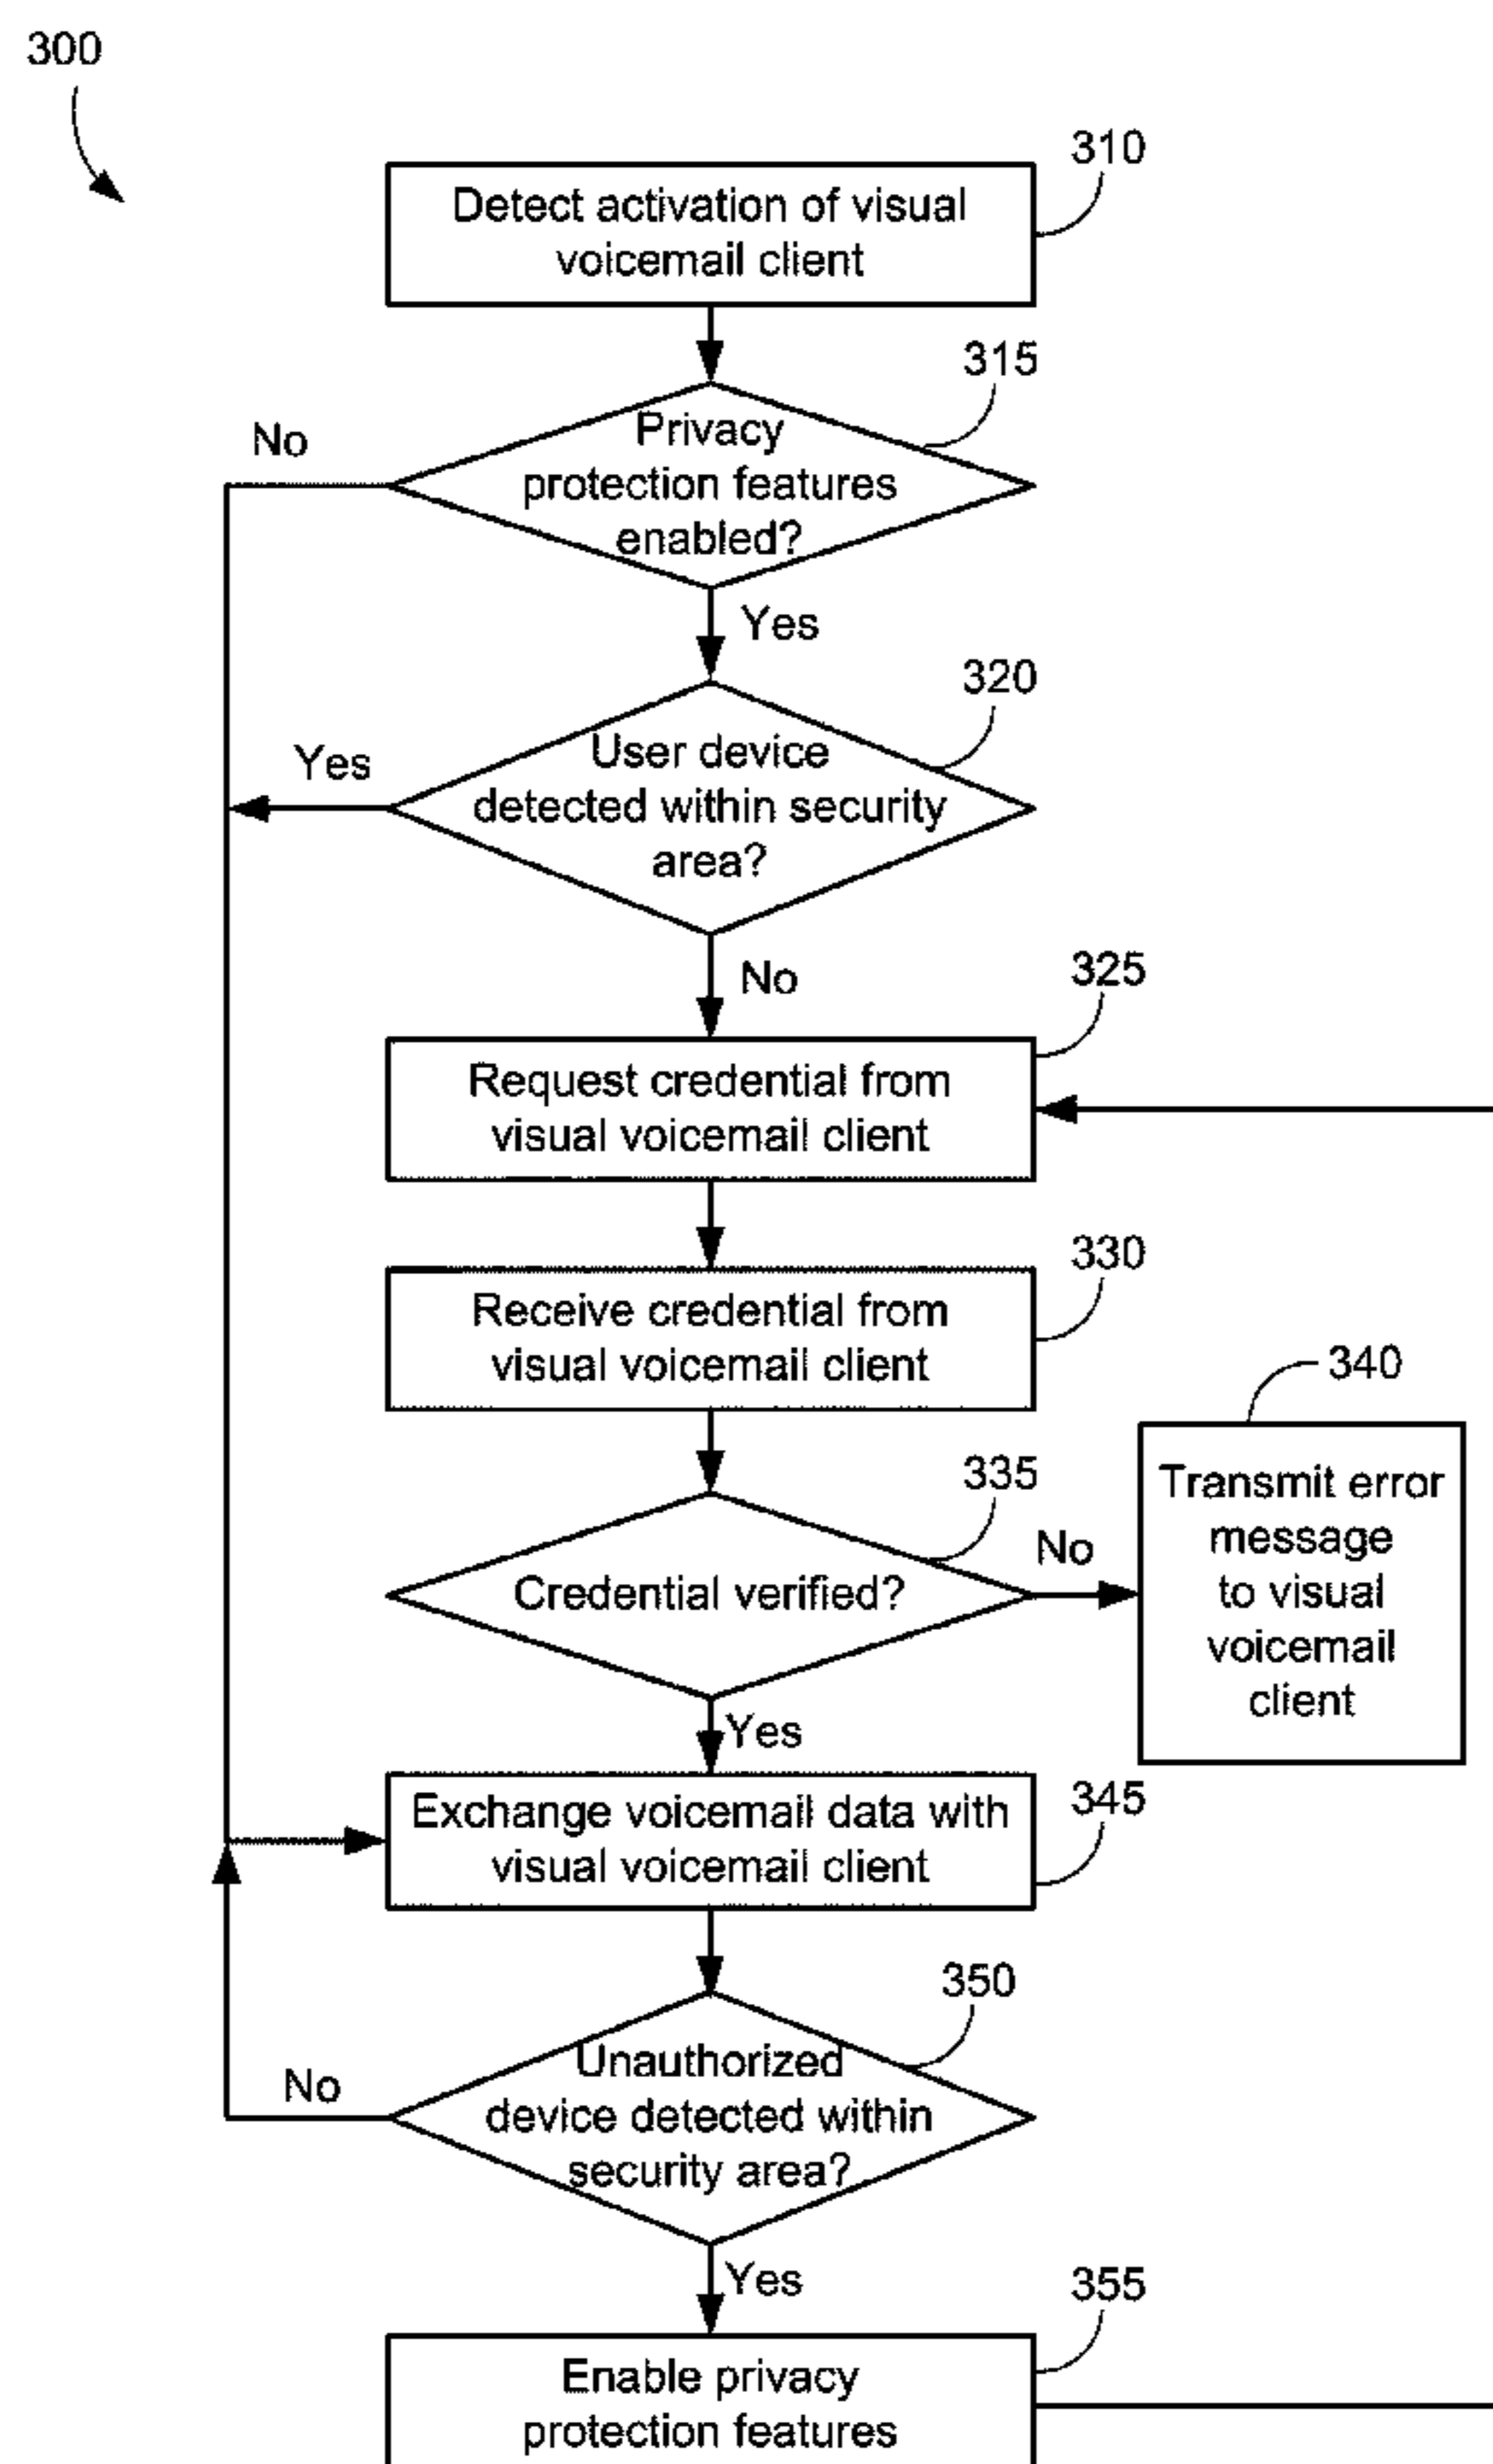 300
310
Detect activation of visual
voicemail client
315
Privacy
protection features
enabled?
No
Yes
320
User device
detected within security
area?
Yes
No
325
Request credential from
visual voicemail client
330
Receive credential from
visual voicemail client
340
Transmit error
message
to visual
voicemail
client
335
Credential verified?
No
Yes
345
Exchange voicemail data with
visual voicemail client
350
Unauthorized
device detected within
security area?
No
Yes
355
Enable privacy
protection features